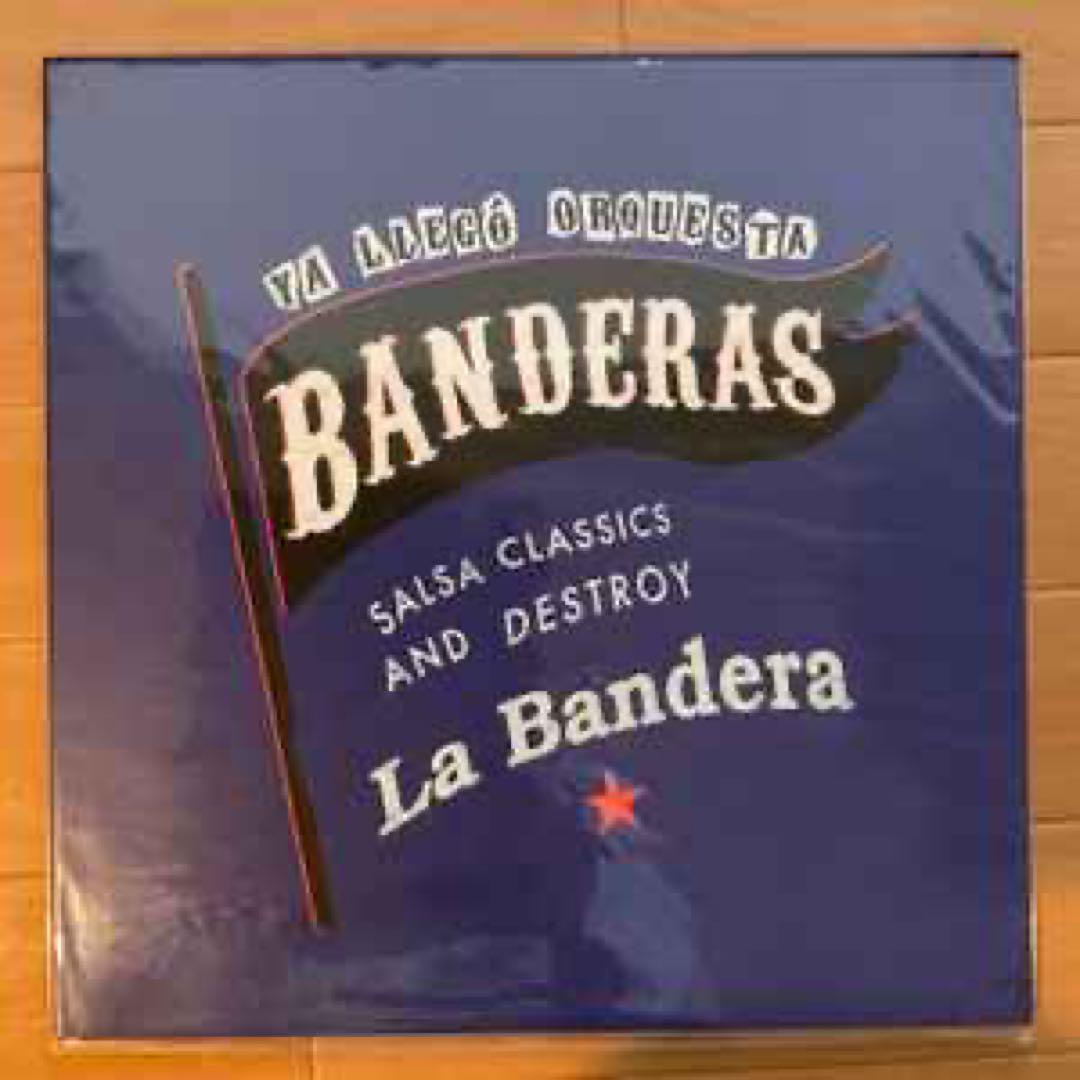 YA LLEGÓ ORQUESTA
BANDERAS
SALSA CLASSICS
AND DESTROY
La Bandera